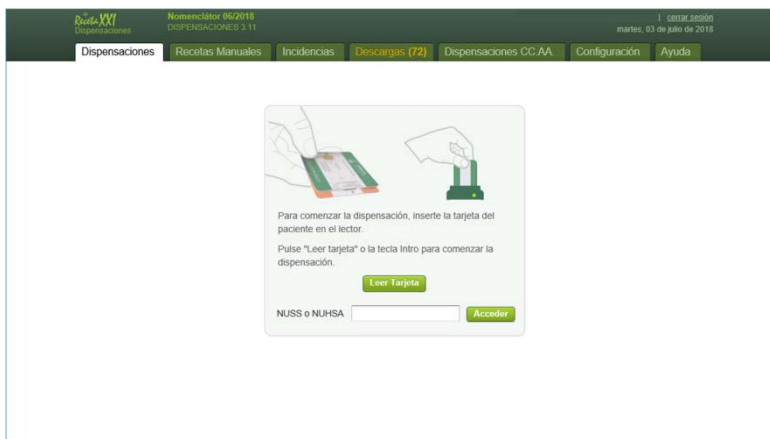 Receta XXI
Dispensaciones
Nomenclátor 06/2018
DISPENSACIONES 3.11
| cerrar sesión
martes, 03 de julio de 2018
Dispensaciones
Recetas Manuales
Incidencias
Descargas (72)
Dispensaciones CC.AA.
Configuración
Ayuda
Para comenzar la dispensación, inserte la tarjeta del
paciente en el lector.
Pulse "Leer tarjeta" o la tecla Intro para comenzar la
dispensación.
Leer Tarjeta
NUSS o NUHSA
Acceder